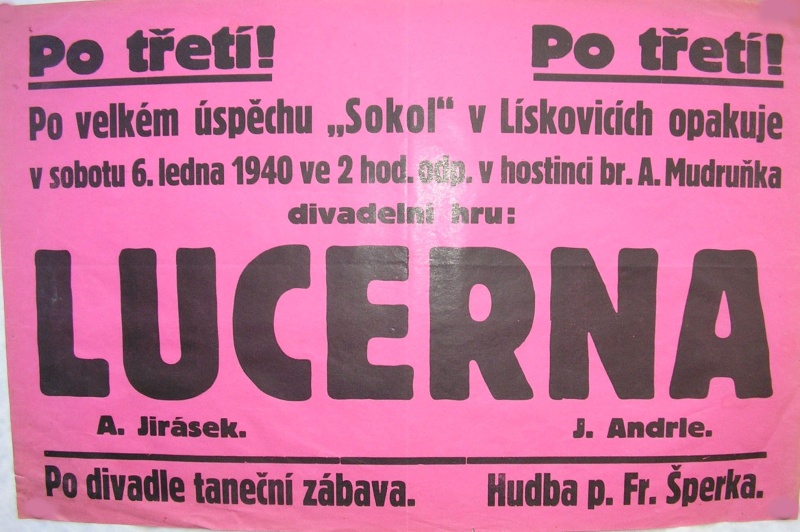 Po třetí! Po třetí!
Po velkém úspěchu „Sokol“ v Lískovicích opakuje
v sobotu 6. ledna 1940 ve 2 hod. odp. v hostinci br. A. Mudruňka
divadelní hru:
LUCERNA
A. Jirásek. J. Andrle.
Po divadle taneční zábava. Hudba p. Fr. Šperka.